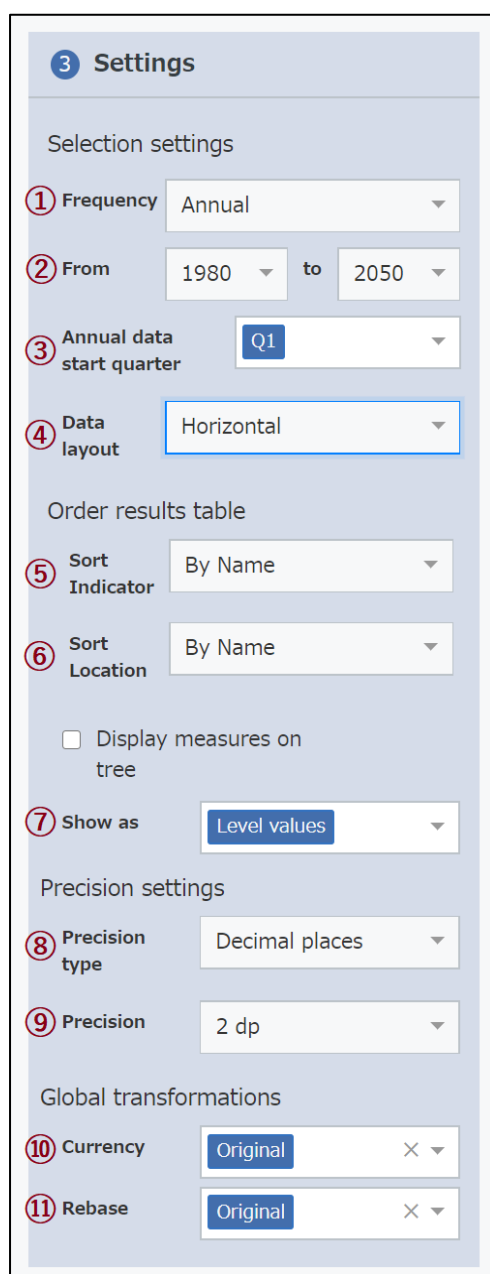 3 Settings
Selection settings
① Frequency Annual
② From 1980 to 2050
③ Annual data
start quarter Q1
④ Data
layout Horizontal
Order results table
⑤ Sort
Indicator By Name
⑥ Sort
Location By Name
Display measures on
tree
⑦ Show as Level values
Precision settings
⑧ Precision
type Decimal places
⑨ Precision 2 dp
Global transformations
⑩ Currency Original
⑪ Rebase Original